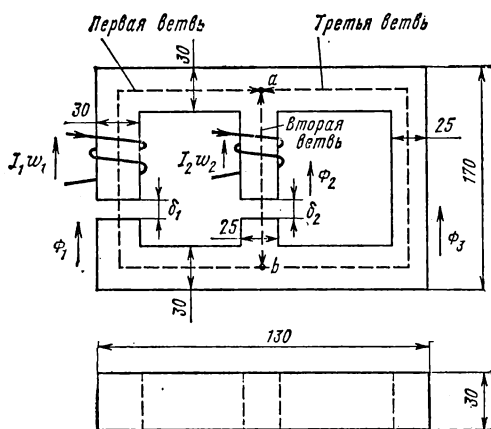 Первая ветвь
Третья ветвь
30
a
30
Вторая
ветвь
25
I₁w₁
I₂w₂
Φ₂
170
δ₁
δ₂
Φ₁
25
Φ₃
b
30
130
30